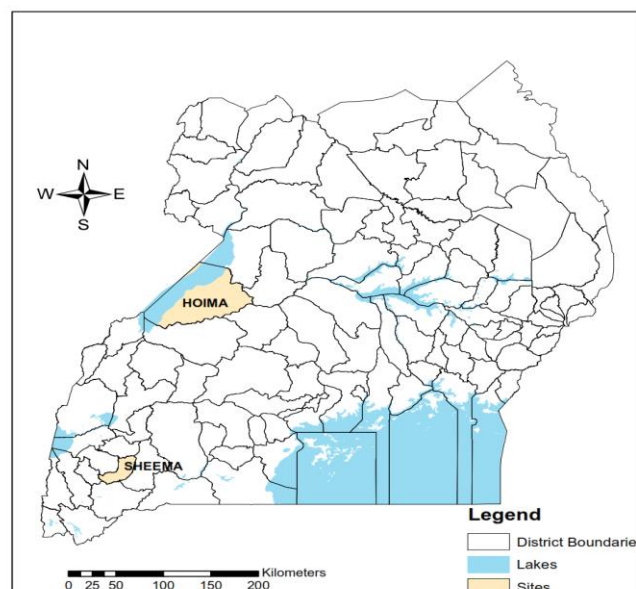 N
W E
S
HOIMA
SHEEMA
Legend
District Boundarie
Lakes
Sites
Kilometers
0 25 50 100 150 200